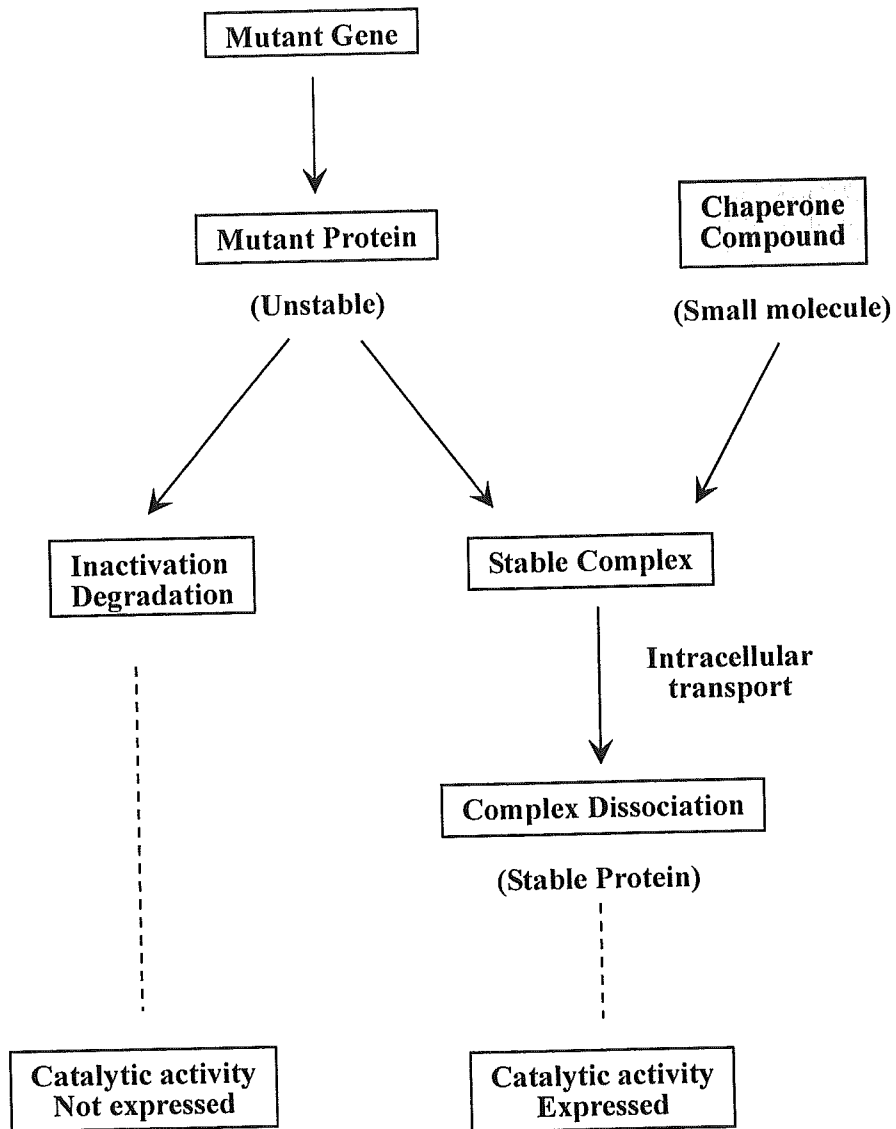 Mutant Gene
Mutant Protein
(Unstable)
Chaperone
Compound
(Small molecule)
Inactivation
Degradation
Stable Complex
Intracellular
transport
Complex Dissociation
(Stable Protein)
Catalytic activity
Not expressed
Catalytic activity
Expressed